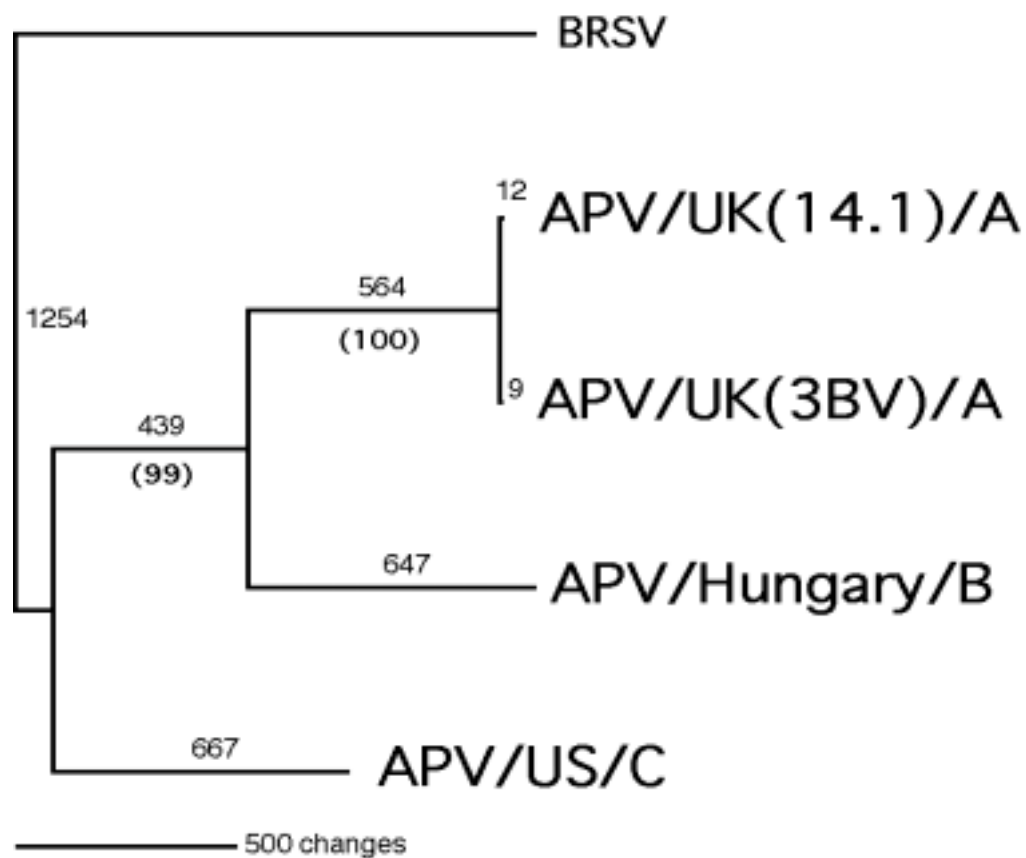 BRSV
12
APV/UK(14.1)/A
564
1254
(100)
9
APV/UK(3BV)/A
439
(99)
647
APV/Hungary/B
667
APV/US/C
500 changes